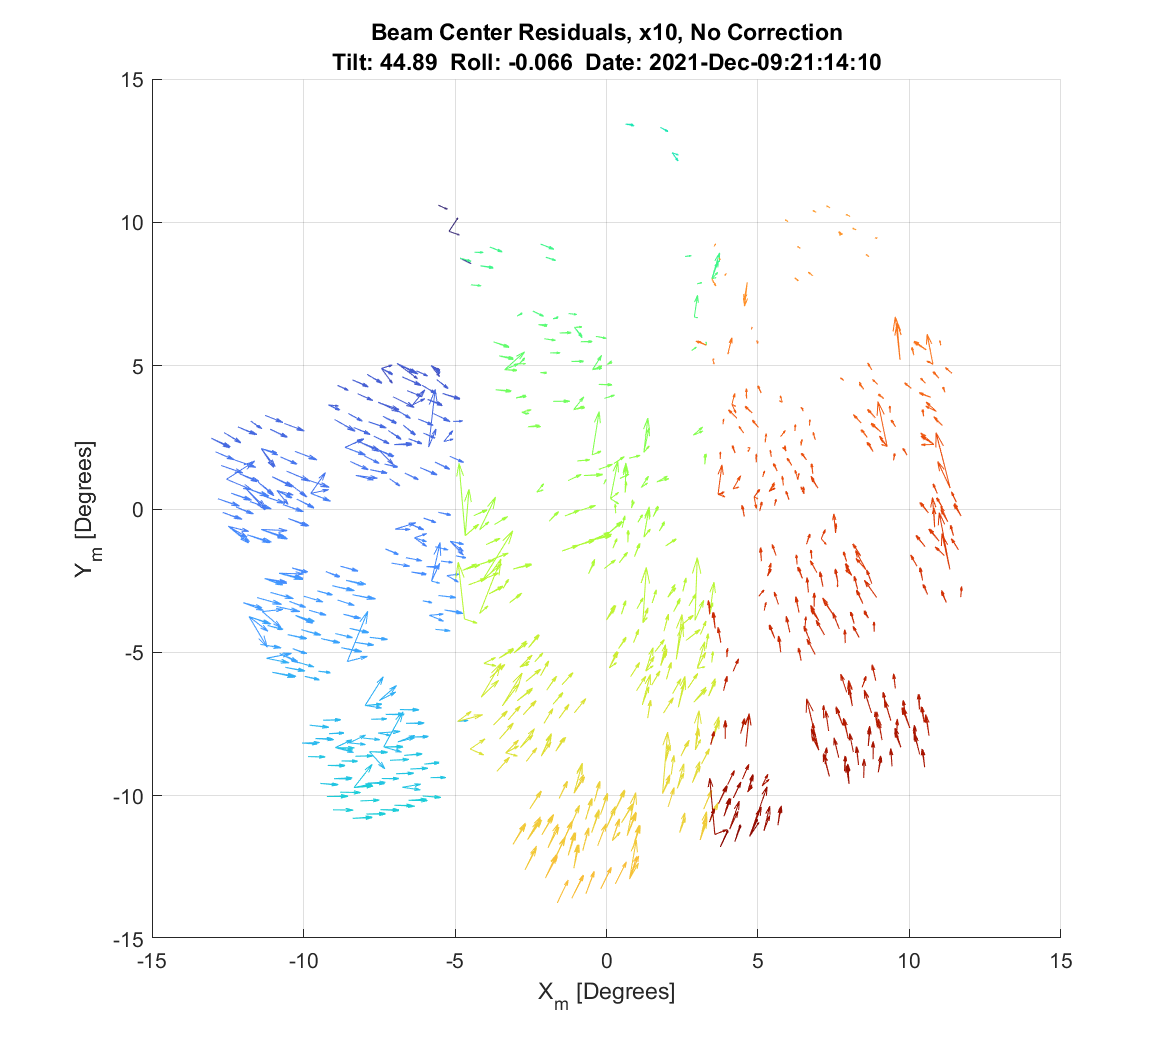 Beam Center Residuals, x10, No Correction
Tilt: 44.89 Roll: -0.066 Date: 2021-Dec-09:21:14:10
15
10
5
0
-5
-10
-15
Y_m [Degrees]
-15 -10 -5 0 5 10 15
X_m [Degrees]